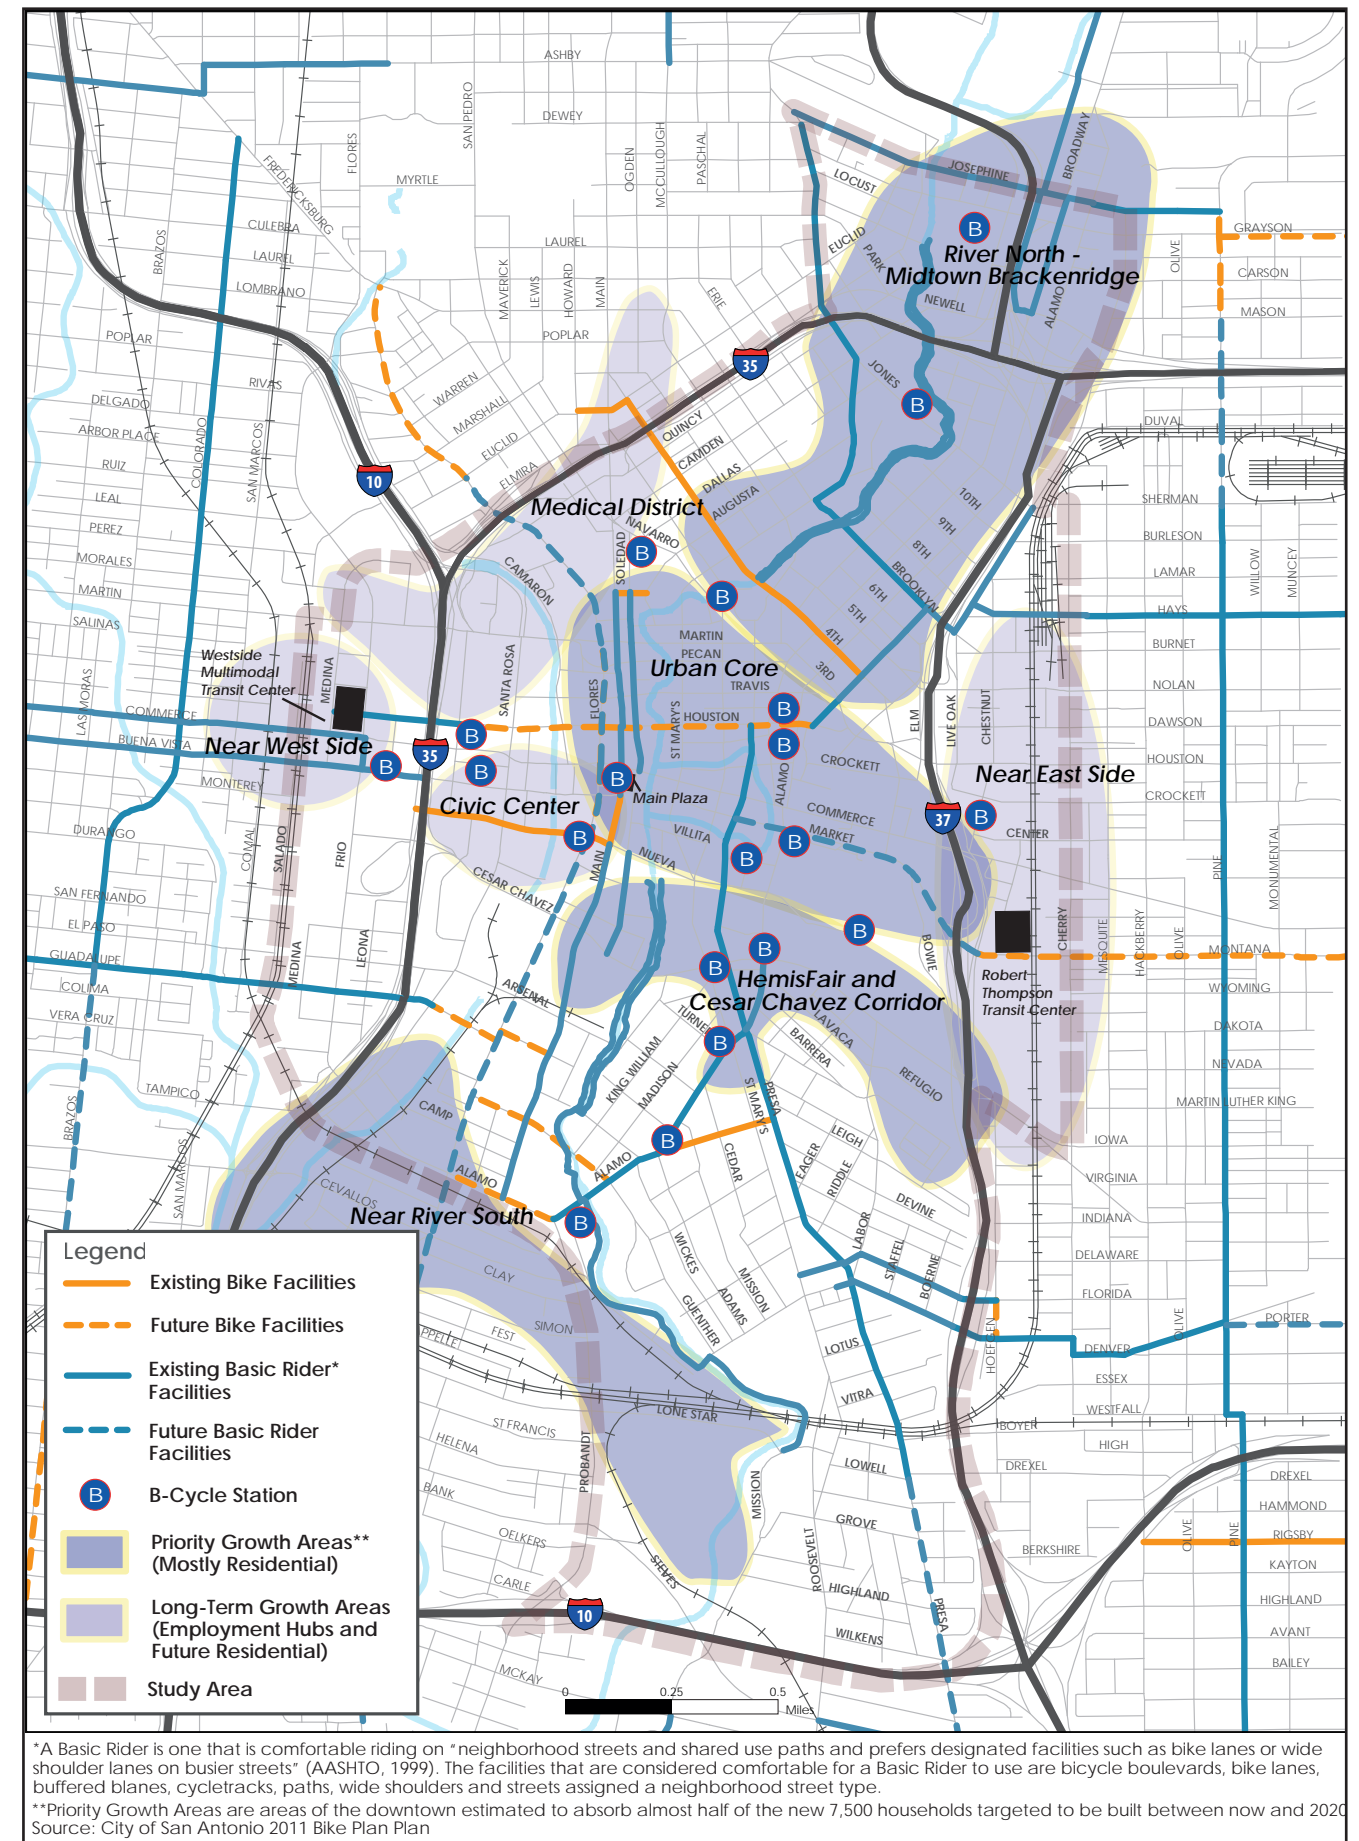 ASHBY
DEWEY
SAN PEDRO
FLORES
FREDERICKSBURG
MYRTLE
OGDEN
MCCULLOUGH
PASCHAL
LOCUST
JOSEPHINE
BROADWAY
CULEBRA
LAUREL
LOMBRANO
BRAZOS
POPLAR
RIVAS
MAVERICK
LEWIS
HOWARD
MAIN
LAUREL
POPLAR
ERIE
EUCLID
PARK
B
River North -
Midtown Brackenridge
NEWELL
ALAMO
OLIVE
GRAYSON
CARSON
MASON
35
JONES
B
DELGADO
ARBOR PLACE
RUIZ
LEAL
PEREZ
MORALES
MARTIN
SALINAS
COLORADO
SAN MARCOS
10
WARREN
MARSHALL
EUCLID
ELMIRA
QUINCY
CAMDEN
DALLAS
AUGUSTA
Medical District
NAVARRO
SOLEDAD
B
CAMARON
B
10TH
9TH
8TH
BROOKLYN
6TH
5TH
4TH
3RD
DUVAL
SHERMAN
BURLESON
LAMAR
WILLOW
MUNCEY
HAYS
BURNET
NOLAN
DAWSON
HOUSTON
CROCKETT
Westside
Multimodal
Transit Center
MEDINA
SANTA ROSA
MARTIN
PECAN
Urban Core
TRAVIS
FLORES
ST MARY'S
HOUSTON
B
B
ELM
LIVE OAK
CHESTNUT
LAS MORAS
COMMERCE
BUENA VISTA
Near West Side
MONTEREY
35
B
B
B
B
Main Plaza
Civic Center
B
ALAMO
CROCKETT
COMMERCE
MARKET
Near East Side
37
B
CENTER
DURANGO
COMAL
SALADO
FRIO
MAIN
VILLITA
NUEVA
B
B
CESAR CHAVEZ
PINE
MONUMENTAL
SAN FERNANDO
EL PASO
GUADALUPE
COLIMA
VERA CRUZ
MEDINA
LEONA
ARSENAL
B
B
B
HemisFair and
Cesar Chavez Corridor
BOWIE
CHERRY
MESQUITE
HACKBERRY
OLIVE
MONTANA
Robert
Thompson
Transit Center
WYOMING
DAKOTA
NEVADA
MARTIN LUTHER KING
TURNER
B
LAVACA
BARRERA
REFUGIO
KING WILLIAM
MADISON
TAMPICO
BRAZOS
SAN MARCOS
CAMP
CEVALLOS
ALAMO
ALAMO
B
ST MARY'S
PRESA
CEDAR
LEIGH
EAGER
RIDDLE
IOWA
VIRGINIA
INDIANA
DELAWARE
FLORIDA
Near River South
B
DEVINE
LABOR
STAFFEL
BOERNE
WICKES
MISSION
ADAMS
GUENTHER
CLAY
SIMON
FEST
LOTUS
VITRA
HOEFGEN
OLIVE
PORTER
DENVER
ESSEX
WESTFALL
BOYER
HIGH
DREXEL
ST FRANCIS
HELENA
BANK
OELKERS
CARLE
PROBANDT
LONE STAR
MISSION
STEVES
LOWELL
GROVE
ROOSEVELT
HIGHLAND
WILKENS
PRESA
BERKSHIRE
OLIVE
PINE
DREXEL
HAMMOND
RIGSBY
KAYTON
HIGHLAND
AVANT
BAILEY
10
MCKAY
0 0.25 0.5
Miles
Legend
Existing Bike Facilities
Future Bike Facilities
Existing Basic Rider*
Facilities
Future Basic Rider
Facilities
B B-Cycle Station
Priority Growth Areas**
(Mostly Residential)
Long-Term Growth Areas
(Employment Hubs and
Future Residential)
Study Area
*A Basic Rider is one that is comfortable riding on "neighborhood streets and shared use paths and prefers designated facilities such as bike lanes or wide
shoulder lanes on busier streets" (AASHTO, 1999). The facilities that are considered comfortable for a Basic Rider to use are bicycle boulevards, bike lanes,
buffered blanes, cycletracks, paths, wide shoulders and streets assigned a neighborhood street type.
**Priority Growth Areas are areas of the downtown estimated to absorb almost half of the new 7,500 households targeted to be built between now and 2020
Source: City of San Antonio 2011 Bike Plan Plan